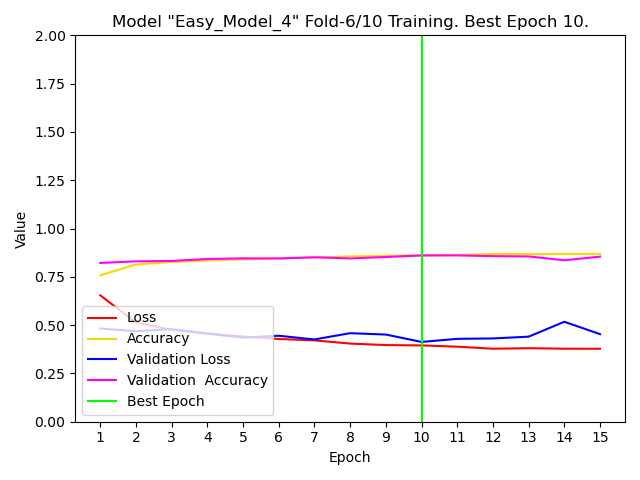 Model "Easy_Model_4" Fold-6/10 Training. Best Epoch 10.
2.00
1.75
1.50
1.25
1.00
0.75
0.50
0.25
0.00
Value
Loss
Accuracy
Validation Loss
Validation  Accuracy
Best Epoch
1 2 3 4 5 6 7 8 9 10 11 12 13 14 15
Epoch